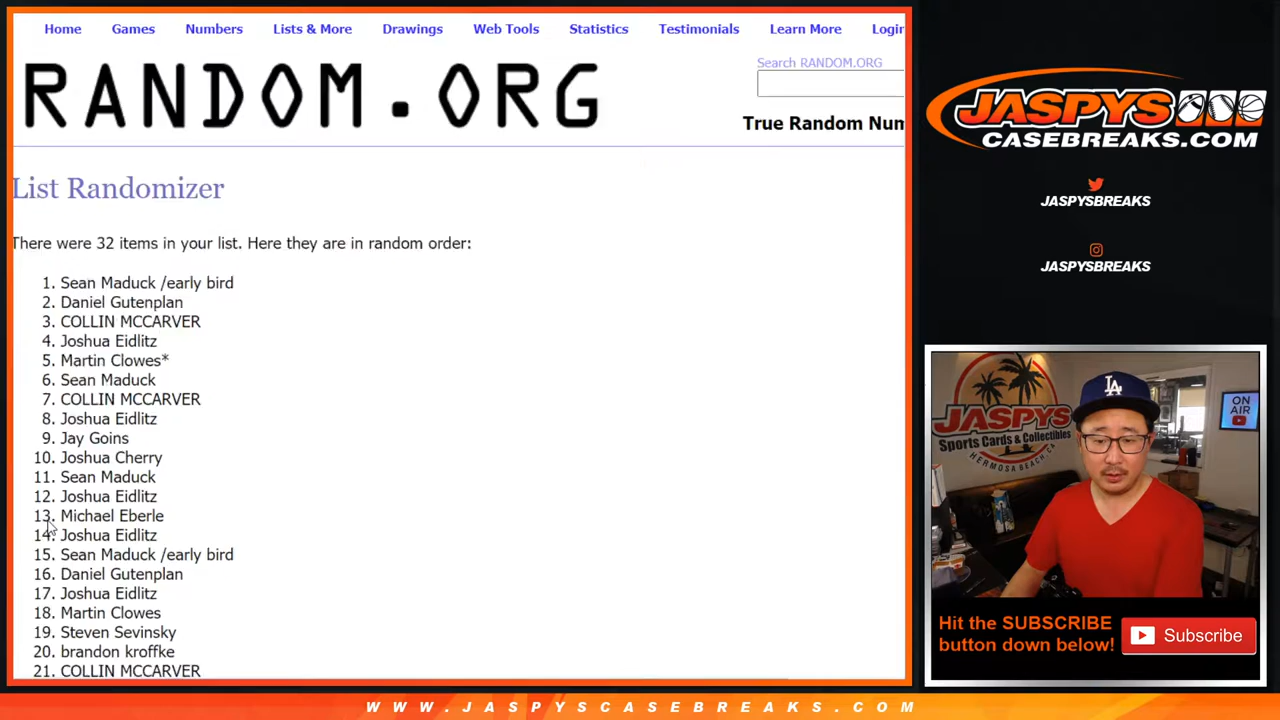 Home Games Numbers Lists & More Drawings Web Tools Statistics Testimonials Learn More Login
RANDOM.ORG
Search RANDOM.ORG
True Random Num
List Randomizer
There were 32 items in your list. Here they are in random order:
1. Sean Maduck /early bird
2. Daniel Gutenplan
3. COLLIN MCCARVER
4. Joshua Eidlitz
5. Martin Clowes*
6. Sean Maduck
7. COLLIN MCCARVER
8. Joshua Eidlitz
9. Jay Goins
10. Joshua Cherry
11. Sean Maduck
12. Joshua Eidlitz
13. Michael Eberle
14. Joshua Eidlitz
15. Sean Maduck /early bird
16. Daniel Gutenplan
17. Joshua Eidlitz
18. Martin Clowes
19. Steven Sevinsky
20. brandon kroffke
21. COLLIN MCCARVER
JASPYS
CASEBREAKS.COM
JASPYSBREAKS
JASPYSBREAKS
JASPYS
Sports Cards & Collectibles
HERMOSA BEACH CA
LA
ON
AIR
Hit the SUBSCRIBE
button down below!
Subscribe
WWW.JASPYSCASEBREAKS.COM